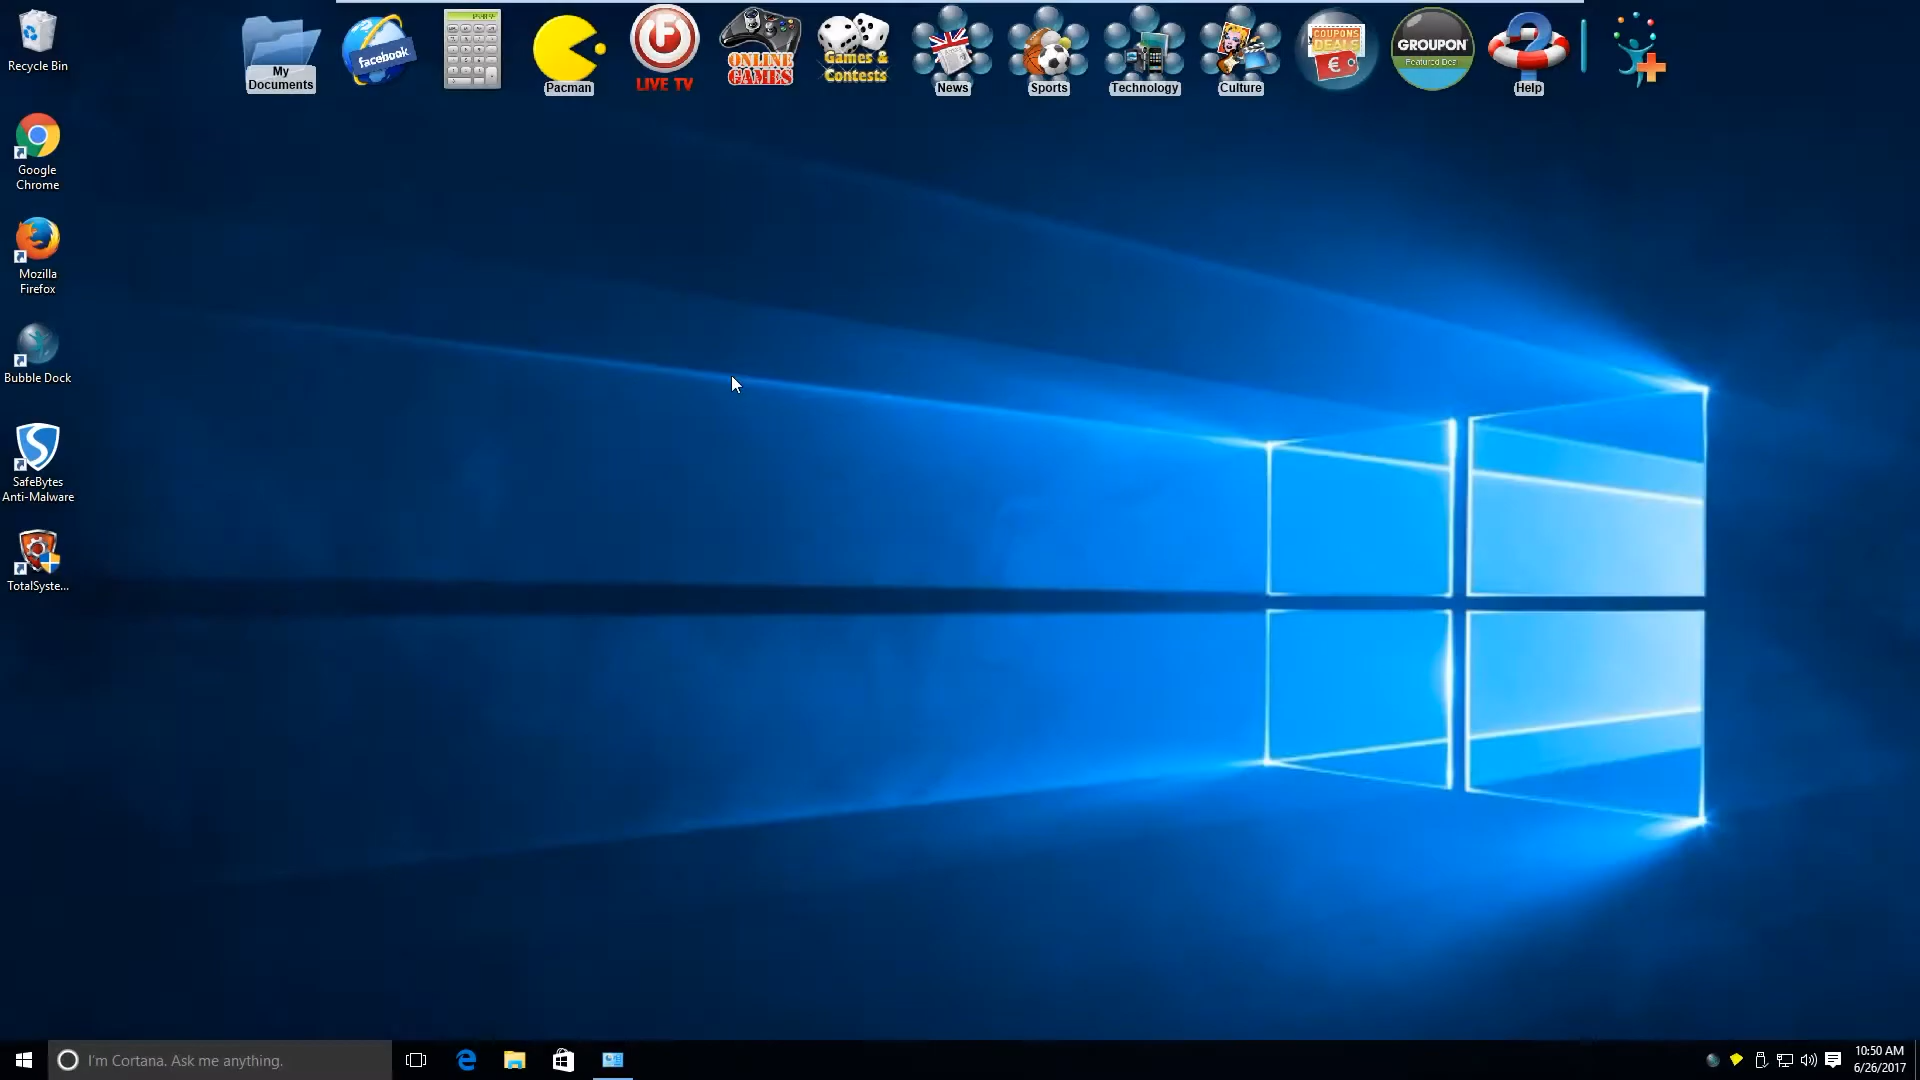 Recycle Bin
Google
Chrome
Mozilla
Firefox
Bubble Dock
SafeBytes
Anti-Malware
TotalSyste...
My
Documents
facebook
Pacman
LIVE TV
ONLINE
GAMES
Games &
Contests
News
Sports
Technology
Culture
COUPONS
DEALS
€
GROUPON
Featured Deal
Help
I'm Cortana. Ask me anything.
10:50 AM
6/26/2017